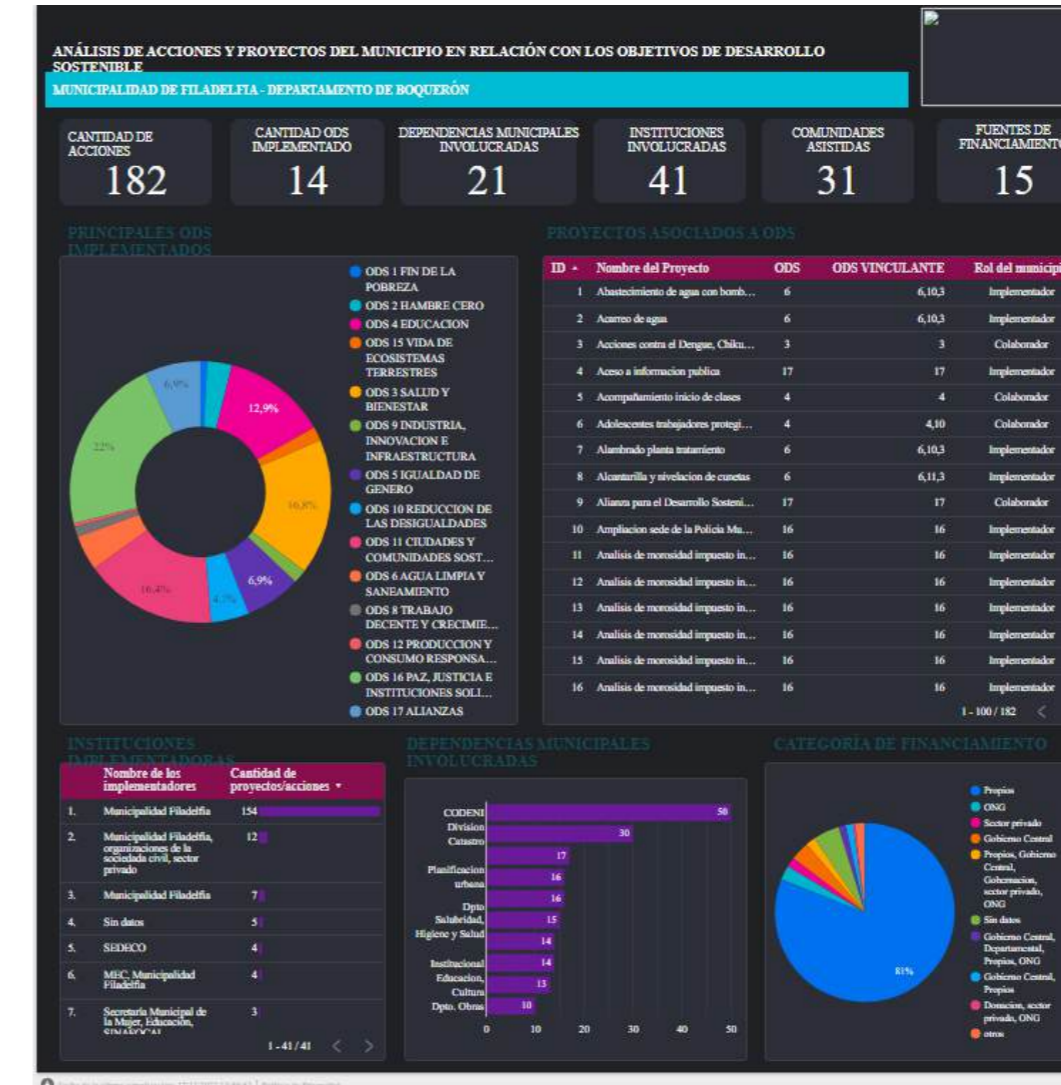 ANÁLISIS DE ACCIONES Y PROYECTOS DEL MUNICIPIO EN RELACIÓN CON LOS OBJETIVOS DE DESARROLLO
SOSTENIBLE
MUNICIPALIDAD DE FILADELFIA - DEPARTAMENTO DE BOQUERÓN
CANTIDAD DE
ACCIONES
182
CANTIDAD ODS
IMPLEMENTADO
14
DEPENDENCIAS MUNICIPALES
INVOLUCRADAS
21
INSTITUCIONES
INVOLUCRADAS
41
COMUNIDADES
ASISTIDAS
31
FUENTES DE
FINANCIAMIENTO
15
PRINCIPALES ODS
IMPLEMENTADOS
6,9%
12,9%
22%
16,8%
16,4%
4,7%
6,9%
ODS 1 FIN DE LA
POBREZA
ODS 2 HAMBRE CERO
ODS 4 EDUCACION
ODS 15 VIDA DE
ECOSISTEMAS
TERRESTRES
ODS 3 SALUD Y
BIENESTAR
ODS 9 INDUSTRIA,
INNOVACION E
INFRAESTRUCTURA
ODS 5 IGUALDAD DE
GENERO
ODS 10 REDUCCION DE
LAS DESIGUALDADES
ODS 11 CIUDADES Y
COMUNIDADES SOST...
ODS 6 AGUA LIMPIA Y
SANEAMIENTO
ODS 8 TRABAJO
DECENTE Y CRECIMIE...
ODS 12 PRODUCCION Y
CONSUMO RESPONSA...
ODS 16 PAZ, JUSTICIA E
INSTITUCIONES SOLI...
ODS 17 ALIANZAS
PROYECTOS ASOCIADOS A ODS
ID Nombre del Proyecto ODS ODS VINCULANTE Rol del municipi
1 Abastecimiento de agua con bomb... 6 6,10,3 Implementador
2 Acarreo de agua 6 6,10,3 Implementador
3 Acciones contra el Dengue, Chiku... 3 3 Colaborador
4 Aceso a informacion publica 17 17 Implementador
5 Acompañamiento inicio de clases 4 4 Colaborador
6 Adolescentes trabajadores protegi... 4 4,10 Colaborador
7 Alambrado planta tratamiento 6 6,10,3 Implementador
8 Alcantarilla y nivelacion de cunetas 6 6,11,3 Implementador
9 Alianza para el Desarrollo Sosteni... 17 17 Colaborador
10 Ampliacion sede de la Policia Mu... 16 16 Implementador
11 Analisis de morosidad impuesto in... 16 16 Implementador
12 Analisis de morosidad impuesto in... 16 16 Implementador
13 Analisis de morosidad impuesto in... 16 16 Implementador
14 Analisis de morosidad impuesto in... 16 16 Implementador
15 Analisis de morosidad impuesto in... 16 16 Implementador
16 Analisis de morosidad impuesto in... 16 16 Implementador
1 - 100 / 182 <
INSTITUCIONES
IMPLEMENTADORAS
Nombre de los
implementadores
Cantidad de
proyectos/acciones
1. Municipalidad Filadelfia 154
2. Municipalidad Filadelfia, 12
organizaciones de la
sociedada civil, sector
privado
3. Municipalidad Filadelfia 7
4. Sin datos 5
5. SEDECO 4
6. MEC, Municipalidad 4
Filadelfia
7. Secretaría Municipal de 3
la Mujer, Educación,
SINAFOCAL
1 - 41 / 41 < >
DEPENDENCIAS MUNICIPALES
INVOLUCRADAS
CODENI 50
Division
Catastro 30
17
Planificacion
urbana 16
16
Dpto
Salubridad,
Higiene y Salud 15
14
Institucional 14
Educacion,
Cultura 13
Dpto. Obras 10
0 10 20 30 40 50
CATEGORÍA DE FINANCIAMIENTO
81%
Propios
ONG
Sector privado
Gobierno Central
Propios, Gobierno
Central,
Gobernacion,
sector privado,
ONG
Sin datos
Gobierno Central,
Departamental,
Propios, ONG
Gobierno Central,
Propios
Donacion, sector
privado, ONG
otros